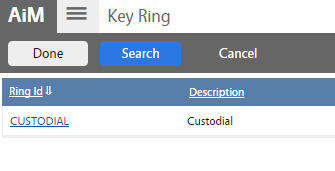 AiM Key Ring
Done Search Cancel
Ring Id⇓ Description
CUSTODIAL Custodial